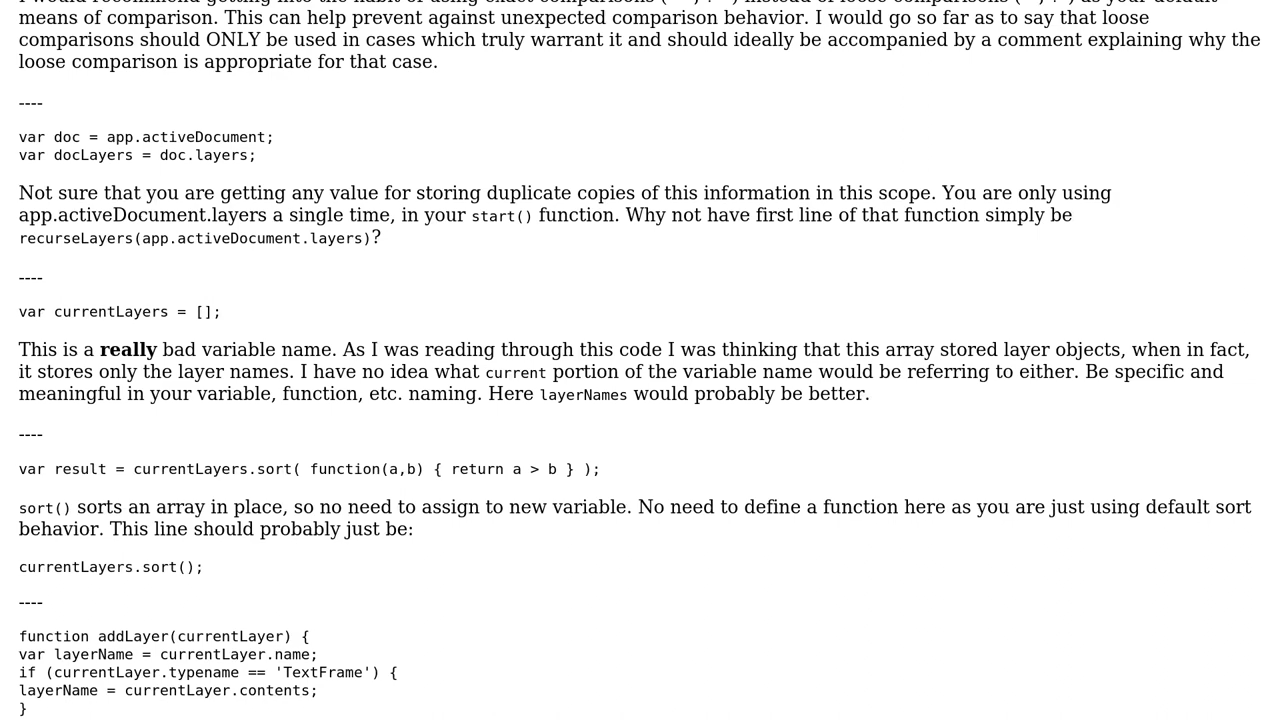 means of comparison. This can help prevent against unexpected comparison behavior. I would go so far as to say that loose
comparisons should ONLY be used in cases which truly warrant it and should ideally be accompanied by a comment explaining why the
loose comparison is appropriate for that case.
----
var doc = app.activeDocument;
var docLayers = doc.layers;
Not sure that you are getting any value for storing duplicate copies of this information in this scope. You are only using
app.activeDocument.layers a single time, in your start() function. Why not have first line of that function simply be
recurseLayers(app.activeDocument.layers)?
----
var currentLayers = [];
This is a really bad variable name. As I was reading through this code I was thinking that this array stored layer objects, when in fact,
it stores only the layer names. I have no idea what current portion of the variable name would be referring to either. Be specific and
meaningful in your variable, function, etc. naming. Here layerNames would probably be better.
----
var result = currentLayers.sort( function(a,b) { return a > b } );
sort() sorts an array in place, so no need to assign to new variable. No need to define a function here as you are just using default sort
behavior. This line should probably just be:
currentLayers.sort();
----
function addLayer(currentLayer) {
var layerName = currentLayer.name;
if (currentLayer.typename == 'TextFrame') {
layerName = currentLayer.contents;
}